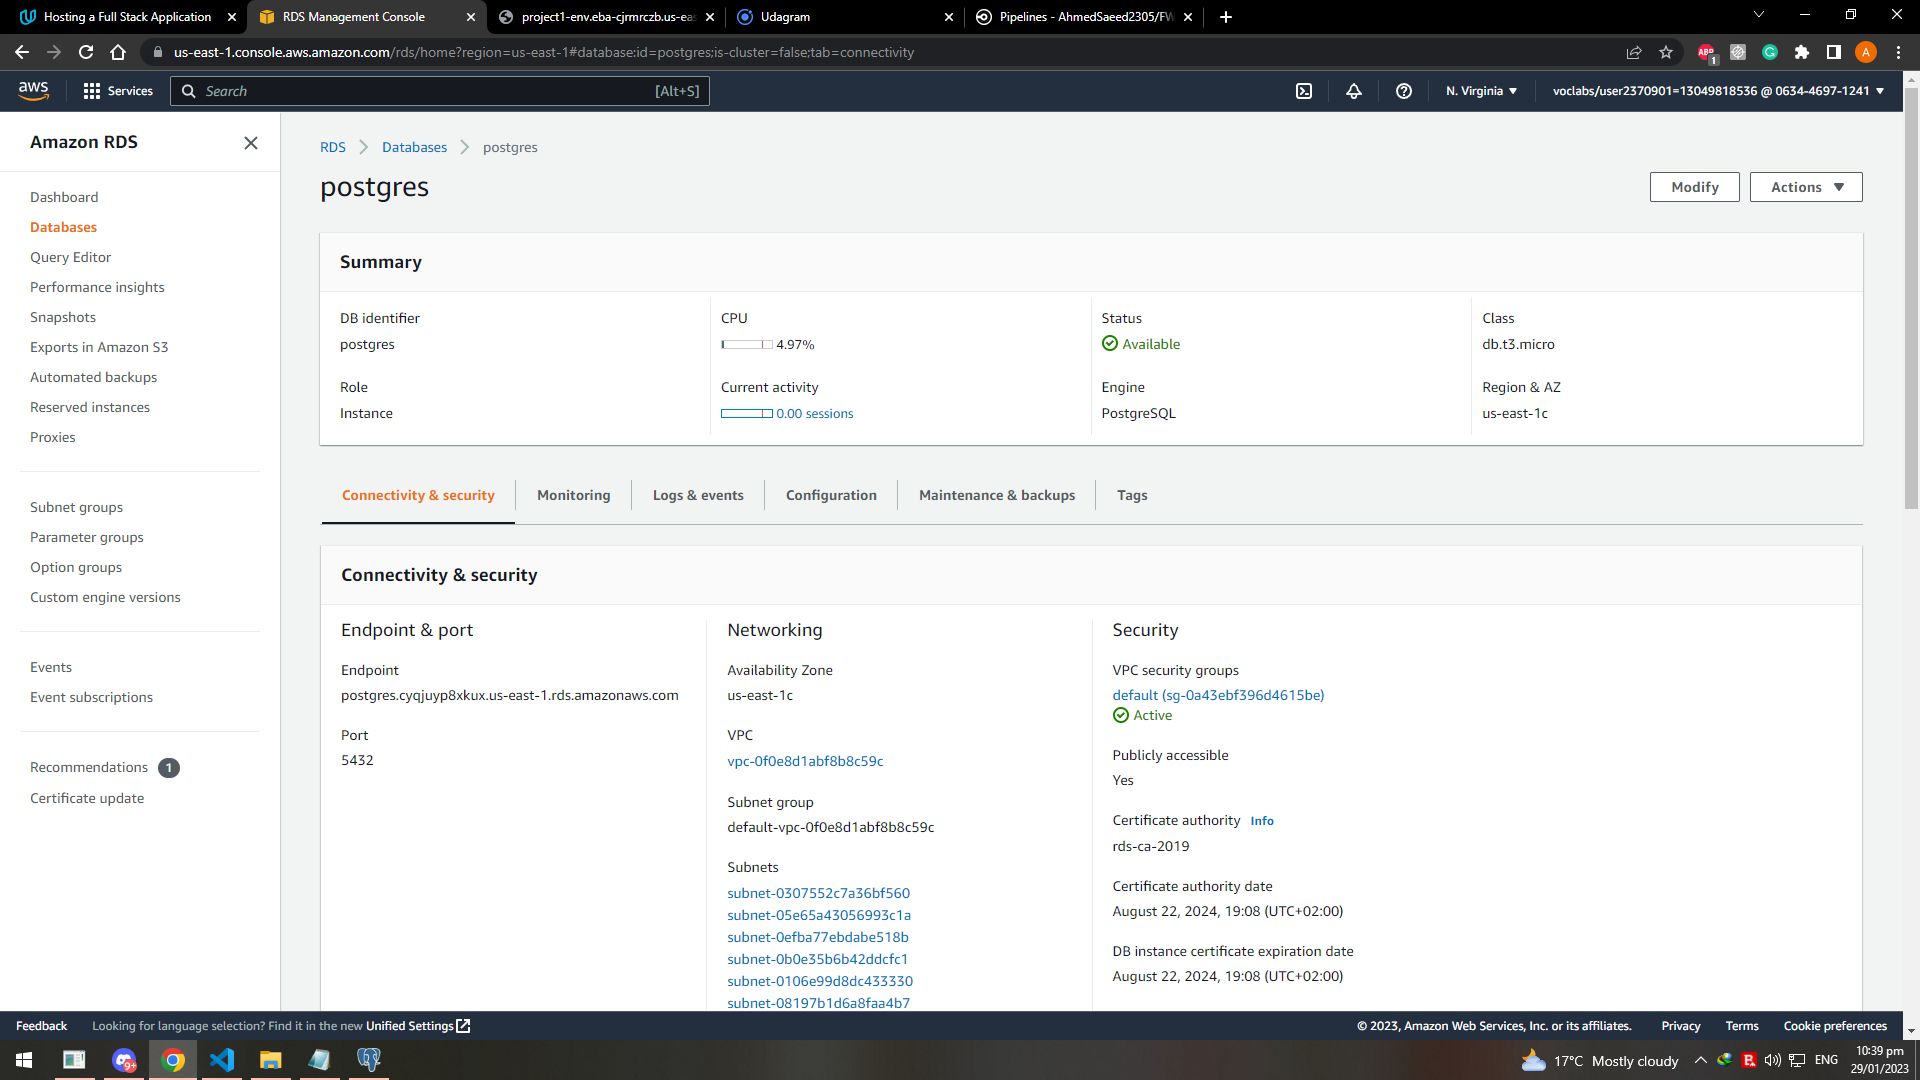 Hosting a Full Stack Application
RDS Management Console
project1-env.eba-cjrmrczb.us-eas
Udagram
Pipelines - AhmedSaeed2305/FW
us-east-1.console.aws.amazon.com/rds/home?region=us-east-1#database:id=postgres;is-cluster=false;tab=connectivity
ABP
1
A
aws
Services
Search
[Alt+S]
N. Virginia
voclabs/user2370901=13049818536 @ 0634-4697-1241
Amazon RDS
Dashboard
Databases
Query Editor
Performance insights
Snapshots
Exports in Amazon S3
Automated backups
Reserved instances
Proxies
Subnet groups
Parameter groups
Option groups
Custom engine versions
Events
Event subscriptions
Recommendations 1
Certificate update
RDS
Databases
postgres
postgres
Modify
Actions
Summary
DB identifier
postgres
CPU
4.97%
Status
Available
Class
db.t3.micro
Role
Instance
Current activity
0.00 sessions
Engine
PostgreSQL
Region & AZ
us-east-1c
Connectivity & security
Monitoring
Logs & events
Configuration
Maintenance & backups
Tags
Connectivity & security
Endpoint & port
Endpoint
postgres.cyqjuyp8xkux.us-east-1.rds.amazonaws.com
Port
5432
Networking
Availability Zone
us-east-1c
VPC
vpc-0f0e8d1abf8b8c59c
Subnet group
default-vpc-0f0e8d1abf8b8c59c
Subnets
subnet-0307552c7a36bf560
subnet-05e65a43056993c1a
subnet-0efba77ebdabe518b
subnet-0b0e35b6b42ddcfc1
subnet-0106e99d8dc433330
subnet-08197b1d6a8faa4b7
Security
VPC security groups
default (sg-0a43ebf396d4615be)
Active
Publicly accessible
Yes
Certificate authority Info
rds-ca-2019
Certificate authority date
August 22, 2024, 19:08 (UTC+02:00)
DB instance certificate expiration date
August 22, 2024, 19:08 (UTC+02:00)
Feedback
Looking for language selection? Find it in the new Unified Settings
© 2023, Amazon Web Services, Inc. or its affiliates.
Privacy
Terms
Cookie preferences
9+
17°C Mostly cloudy
ENG
10:39 pm
29/01/2023